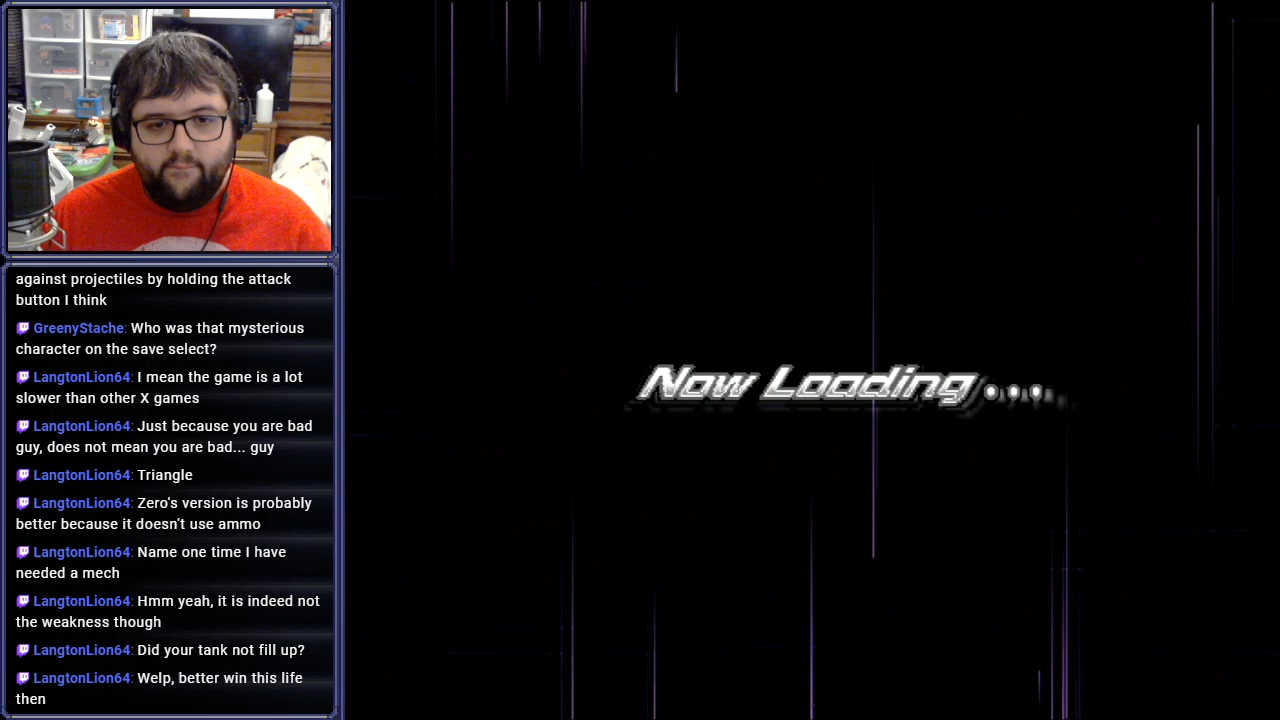 against projectiles by holding the attack
button I think
GreenyStache: Who was that mysterious
character on the save select?
LangtonLion64: I mean the game is a lot
slower than other X games
LangtonLion64: Just because you are bad
guy, does not mean you are bad... guy
LangtonLion64: Triangle
LangtonLion64: Zero's version is probably
better because it doesn't use ammo
LangtonLion64: Name one time I have
needed a mech
LangtonLion64: Hmm yeah, it is indeed not
the weakness though
LangtonLion64: Did your tank not fill up?
LangtonLion64: Welp, better win this life
then
Now Loading...